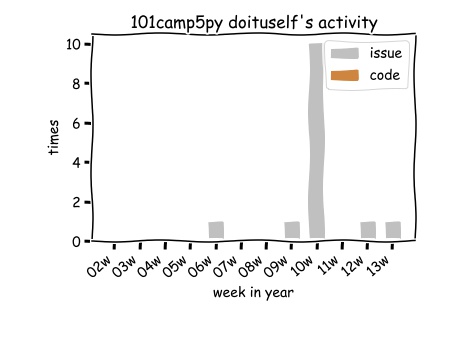 101camp5py doituself's activity
issue
code
times
10
8
6
4
2
0
02w 03w 04w 05w 06w 07w 08w 09w 10w 11w 12w 13w
week in year